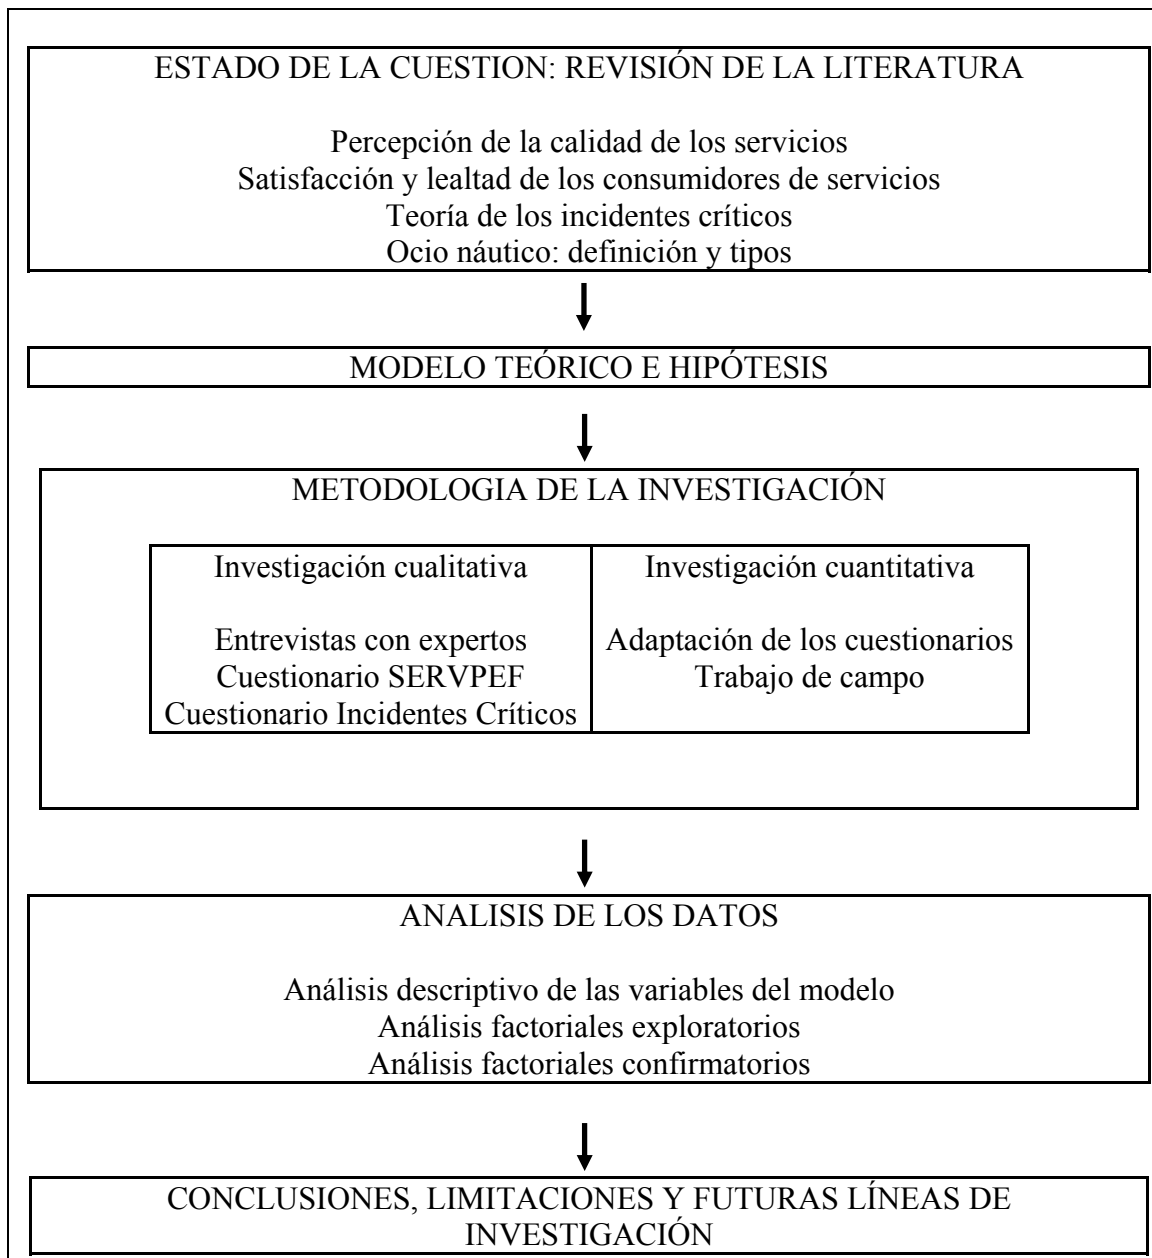 ESTADO DE LA CUESTION: REVISIÓN DE LA LITERATURA
Percepción de la calidad de los servicios
Satisfacción y lealtad de los consumidores de servicios
Teoría de los incidentes críticos
Ocio náutico: definición y tipos
MODELO TEÓRICO E HIPÓTESIS
METODOLOGIA DE LA INVESTIGACIÓN
Investigación cualitativa
Entrevistas con expertos
Cuestionario SERVPEF
Cuestionario Incidentes Críticos
Investigación cuantitativa
Adaptación de los cuestionarios
Trabajo de campo
ANALISIS DE LOS DATOS
Análisis descriptivo de las variables del modelo
Análisis factoriales exploratorios
Análisis factoriales confirmatorios
CONCLUSIONES, LIMITACIONES Y FUTURAS LÍNEAS DE
INVESTIGACIÓN